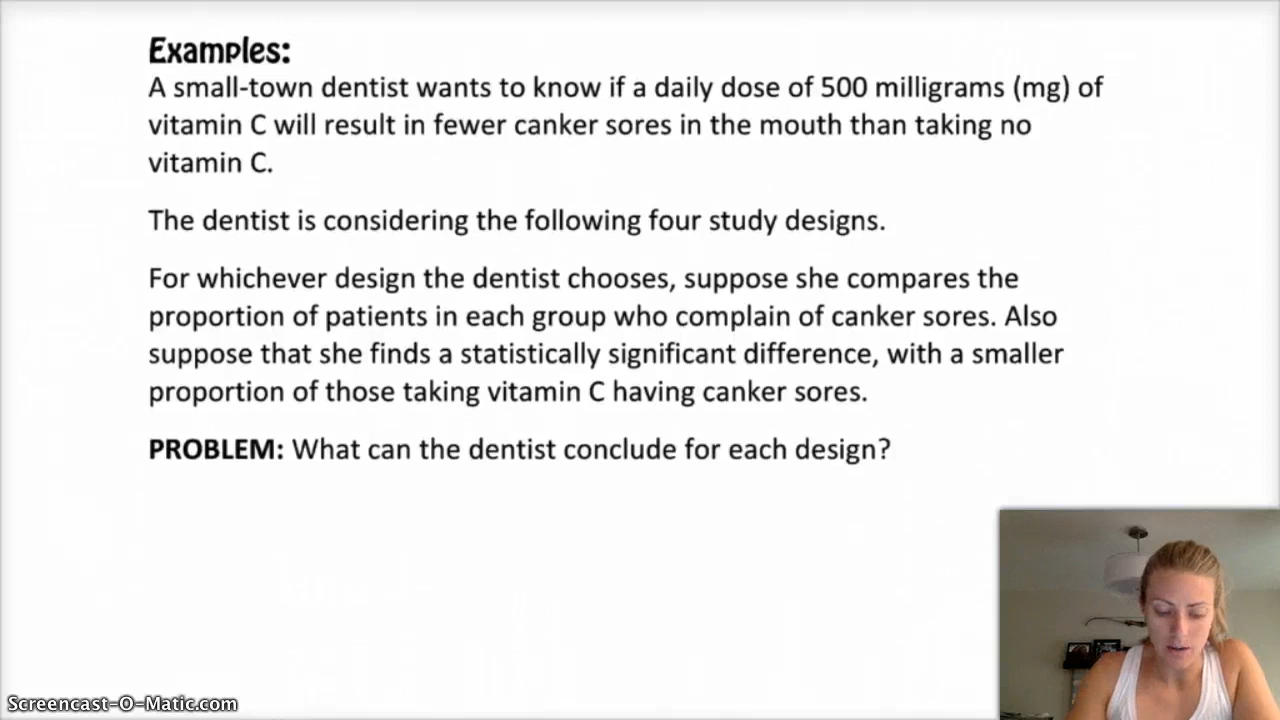 Examples:
A small-town dentist wants to know if a daily dose of 500 milligrams (mg) of
vitamin C will result in fewer canker sores in the mouth than taking no
vitamin C.
The dentist is considering the following four study designs.
For whichever design the dentist chooses, suppose she compares the
proportion of patients in each group who complain of canker sores. Also
suppose that she finds a statistically significant difference, with a smaller
proportion of those taking vitamin C having canker sores.
PROBLEM: What can the dentist conclude for each design?
Screencast-O-Matic.com